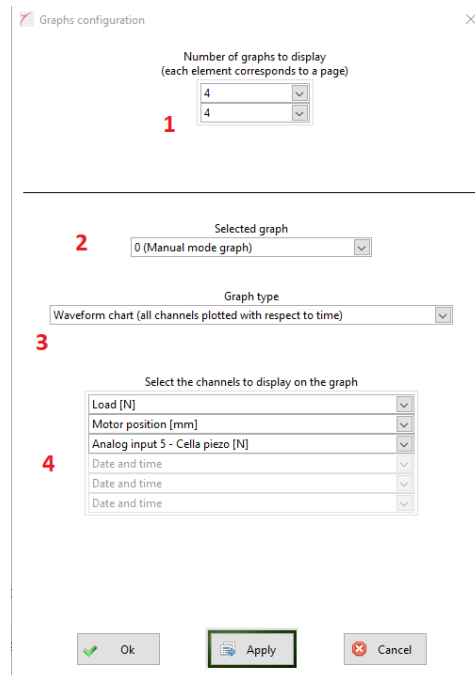 Graphs configuration
Number of graphs to display
(each element corresponds to a page)
4
4
1
Selected graph
2
0 (Manual mode graph)
Graph type
Waveform chart (all channels plotted with respect to time)
3
Select the channels to display on the graph
Load [N]
Motor position [mm]
Analog input 5 - Cella piezo [N]
4
Date and time
Date and time
Date and time
Ok
Apply
Cancel